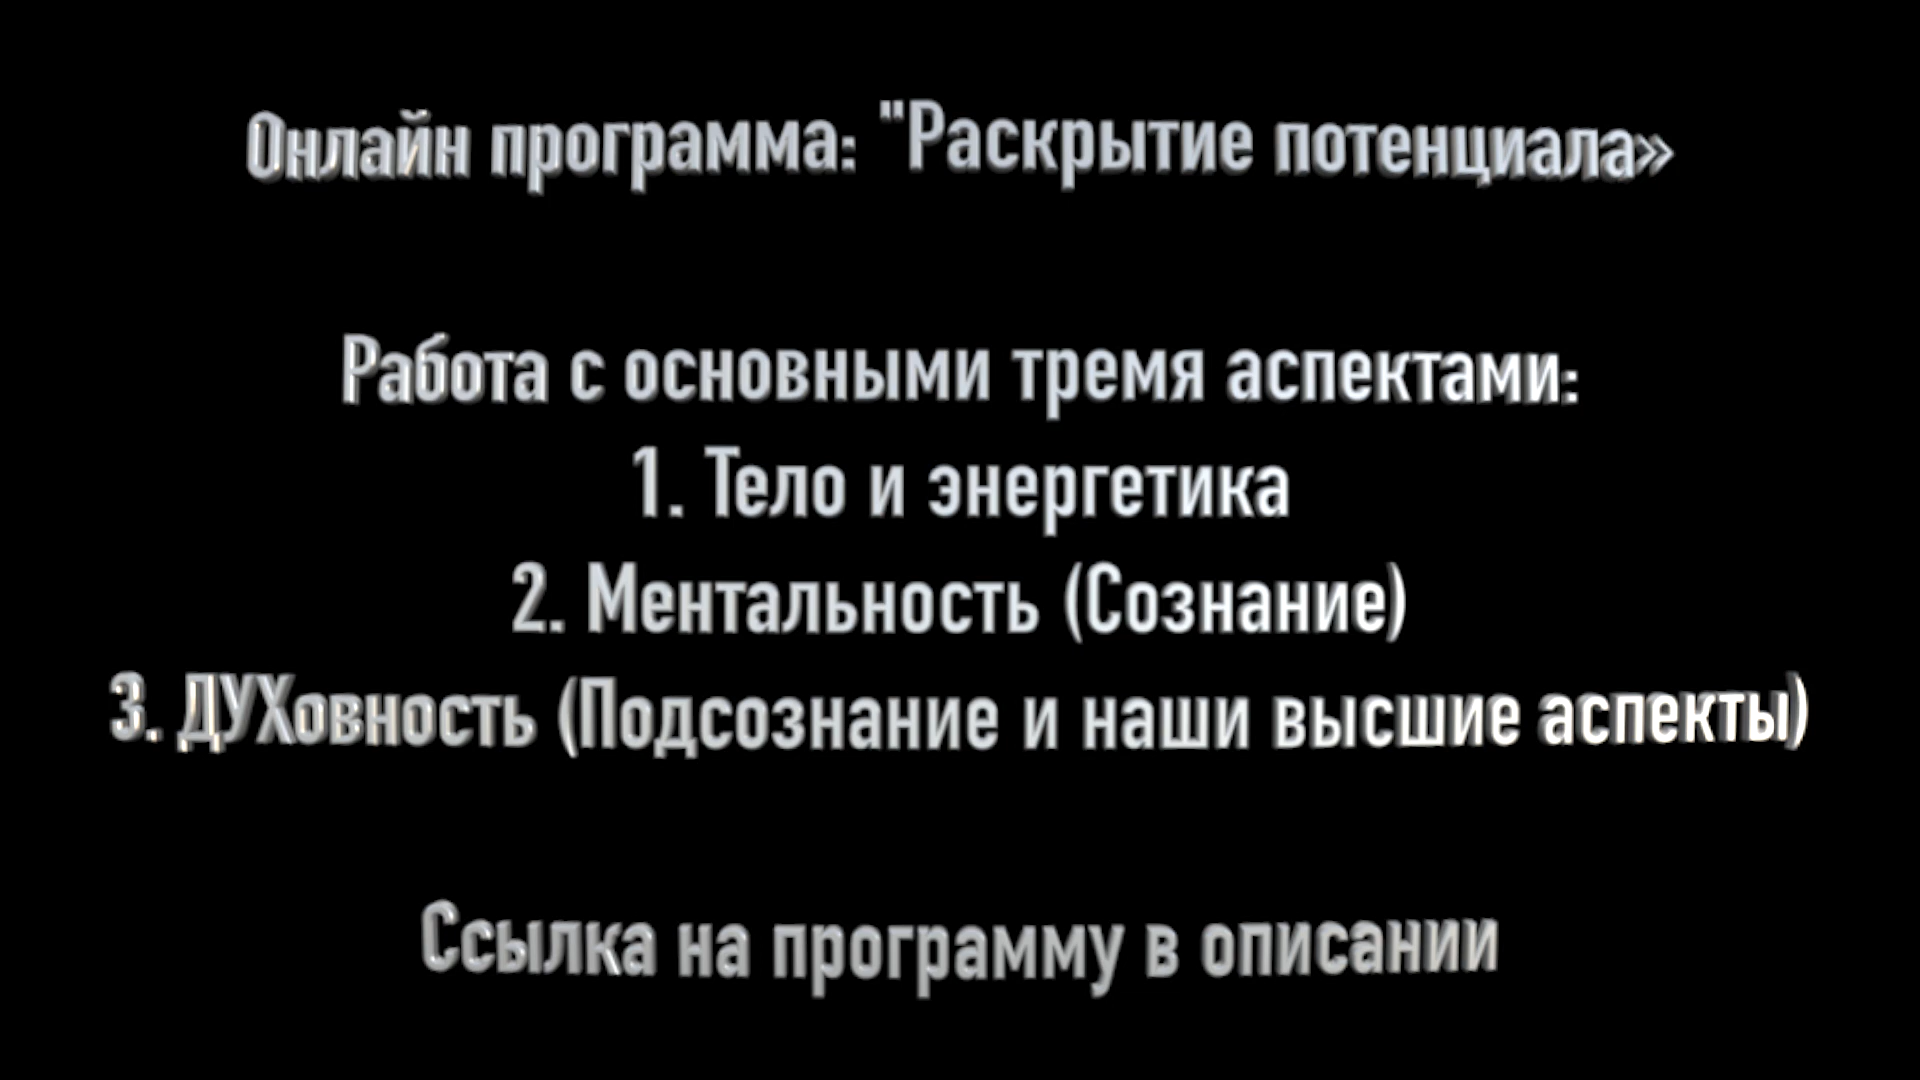 Онлайн программа: "Раскрытие потенциала»
Работа с основными тремя аспектами:
1. Тело и энергетика
2. Ментальность (Сознание)
3. ДУХовность (Подсознание и наши высшие аспекты)
Ссылка на программу в описании